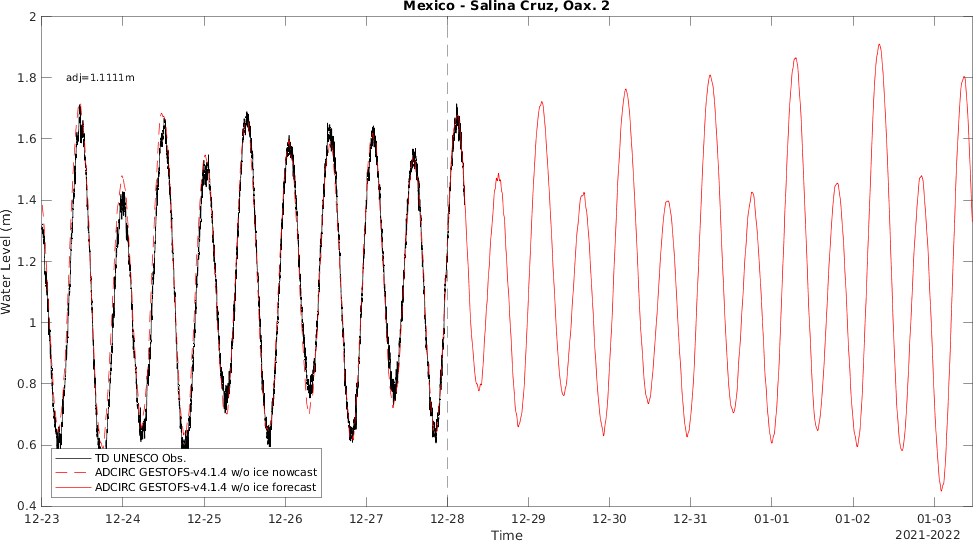 Mexico - Salina Cruz, Oax. 2
2
1.8
1.6
1.4
1.2
1
0.8
0.6
0.4
Water Level (m)
adj=1.1111m
TD UNESCO Obs.
ADCIRC GESTOFS-v4.1.4 w/o ice nowcast
ADCIRC GESTOFS-v4.1.4 w/o ice forecast
12-23 12-24 12-25 12-26 12-27 12-28 12-29 12-30 12-31 01-01 01-02 01-03
Time
2021-2022